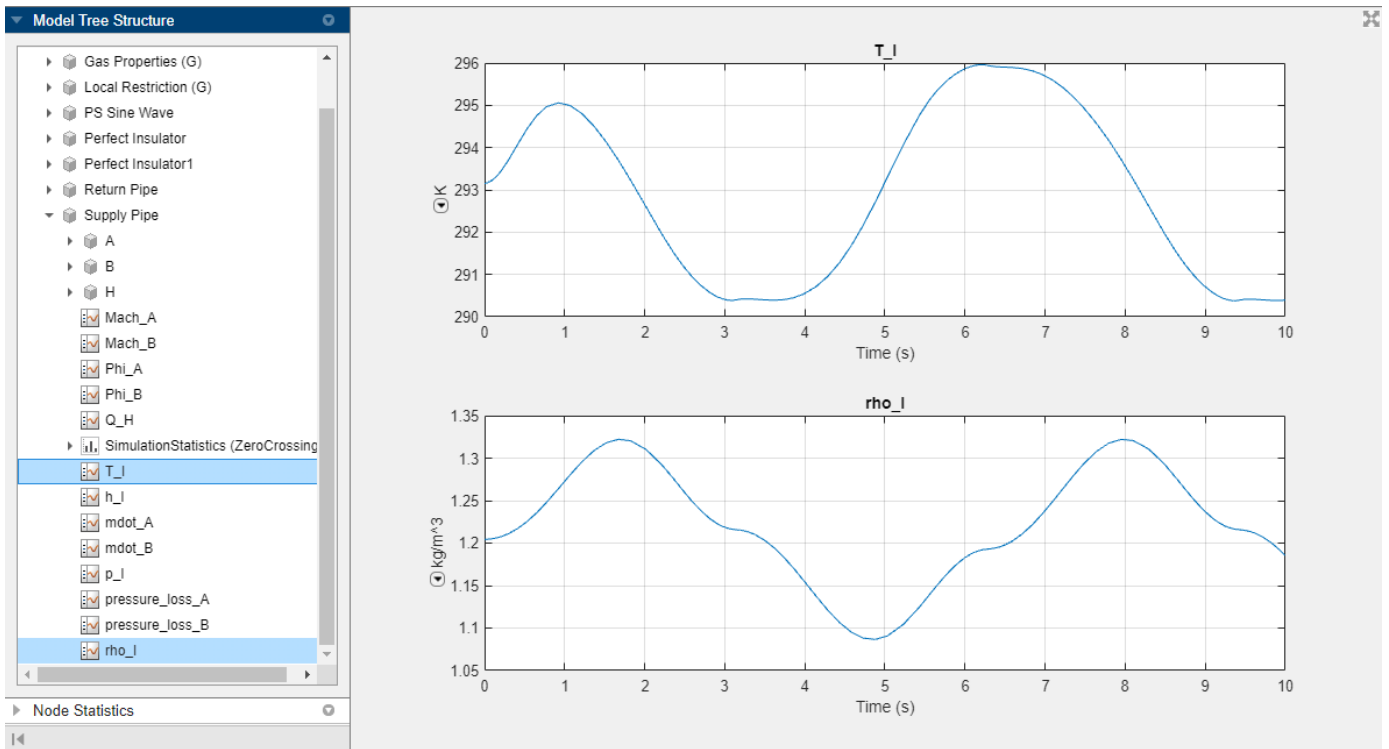 Model Tree Structure
Gas Properties (G)
Local Restriction (G)
PS Sine Wave
Perfect Insulator
Perfect Insulator1
Return Pipe
Supply Pipe
A
B
H
Mach_A
Mach_B
Phi_A
Phi_B
Q_H
SimulationStatistics (ZeroCrossing
T_I
h_I
mdot_A
mdot_B
p_I
pressure_loss_A
pressure_loss_B
rho_I
Node Statistics
T_I
296
295
294
293
292
291
290
K
0 1 2 3 4 5 6 7 8 9 10
Time (s)
rho_I
1.35
1.3
1.25
1.2
1.15
1.1
1.05
kg/m^3
0 1 2 3 4 5 6 7 8 9 10
Time (s)